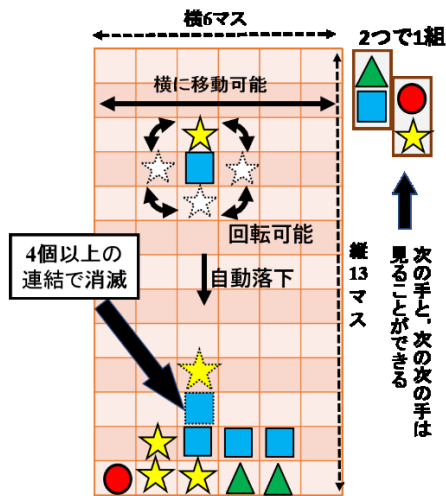 横6マス
2つで1組
横に移動可能
回転可能
4個以上の
連結で消滅
自動落下
縦13マス
次の手と，次の次の手は
見ることができる